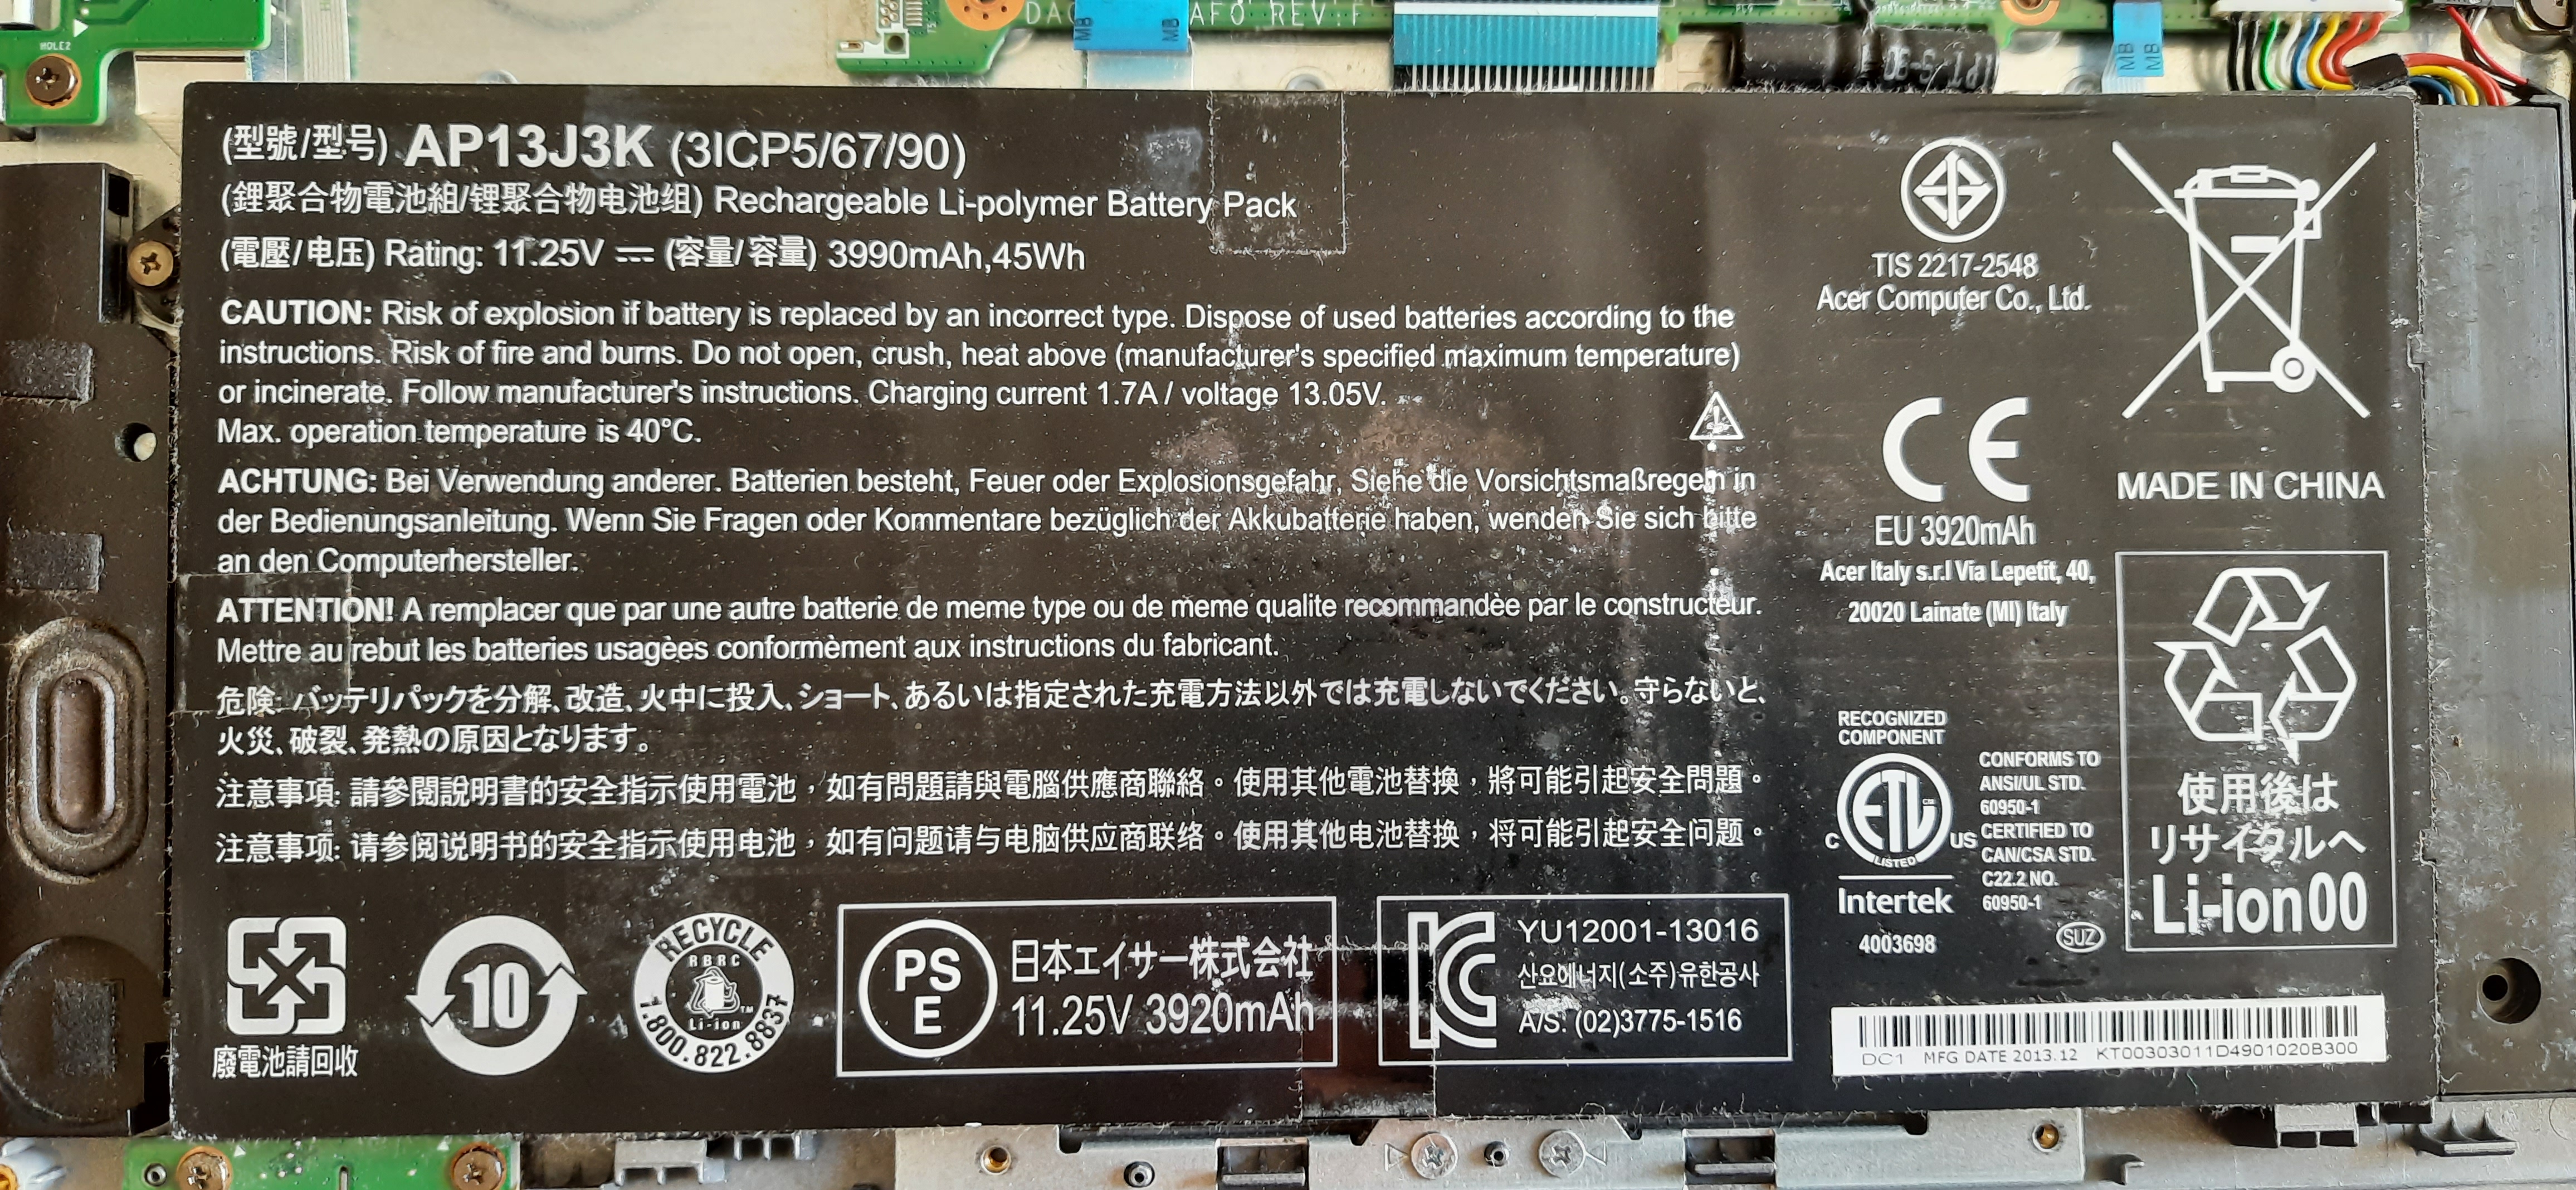 HOLE2
AF0 REV:F
MB
MB
MB
MB
(型號/型号) AP13J3K (3ICP5/67/90)
(鋰聚合物電池組/锂聚合物电池组) Rechargeable Li-polymer Battery Pack
(電壓/电压) Rating: 11.25V ⎓ (容量/容量) 3990mAh,45Wh
CAUTION: Risk of explosion if battery is replaced by an incorrect type. Dispose of used batteries according to the
instructions. Risk of fire and burns. Do not open, crush, heat above (manufacturer's specified maximum temperature)
or incinerate. Follow manufacturer's instructions. Charging current 1.7A / voltage 13.05V.
Max. operation temperature is 40°C.
ACHTUNG: Bei Verwendung anderer. Batterien besteht, Feuer oder Explosionsgefahr, Siehe die Vorsichtsmaßregeln in
der Bedienungsanleitung. Wenn Sie Fragen oder Kommentare bezüglich der Akkubatterie haben, wenden Sie sich bitte
an den Computerhersteller.
ATTENTION! A remplacer que par une autre batterie de meme type ou de meme qualite recommandèe par le constructeur.
Mettre au rebut les batteries usagèes conformèment aux instructions du fabricant.
危険: バッテリパックを分解、改造、火中に投入、ショート、あるいは指定された充電方法以外では充電しないでください。守らないと、
火災、破裂、発熱の原因となります。
注意事項: 請參閱說明書的安全指示使用電池，如有問題請與電腦供應商聯絡。使用其他電池替換，將可能引起安全問題。
注意事项: 请参阅说明书的安全指示使用电池，如有问题请与电脑供应商联络。使用其他电池替换，将可能引起安全问题。
廢電池請回收
10
RECYCLE
RBRC
Li-ion
1.800.822.8837
PS
E
日本エイサー株式会社
11.25V 3920mAh
YU12001-13016
산요에너지(소주)유한공사
A/S: (02)3775-1516
TIS 2217-2548
Acer Computer Co., Ltd.
CE
EU 3920mAh
Acer Italy s.r.l Via Lepetit, 40,
20020 Lainate (MI) Italy
MADE IN CHINA
RECOGNIZED
COMPONENT
C ETL US
LISTED
Intertek
4003698
CONFORMS TO
ANSI/UL STD.
60950-1
CERTIFIED TO
CAN/CSA STD.
C22.2 NO.
60950-1
SUZ
使用後は
リサイクルへ
Li-ion 00
DC1 MFG DATE 2013.12 KT00303011D4901020B300